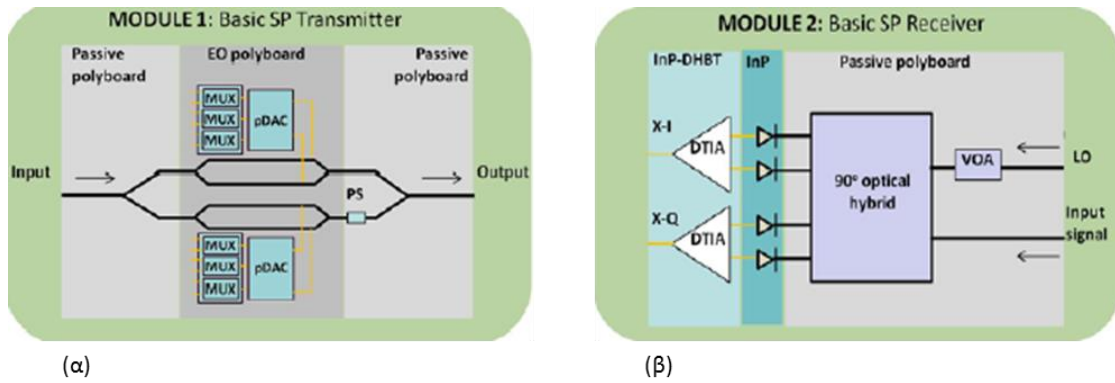 MODULE 1: Basic SP Transmitter
Passive
polyboard
EO polyboard
Passive
polyboard
MUX
MUX
MUX
pDAC
Input
Output
PS
MUX
MUX
MUX
pDAC
(α)
MODULE 2: Basic SP Receiver
InP-DHBT
InP
Passive polyboard
X-I
DTIA
X-Q
DTIA
90° optical
hybrid
VOA
LO
Input
signal
(β)